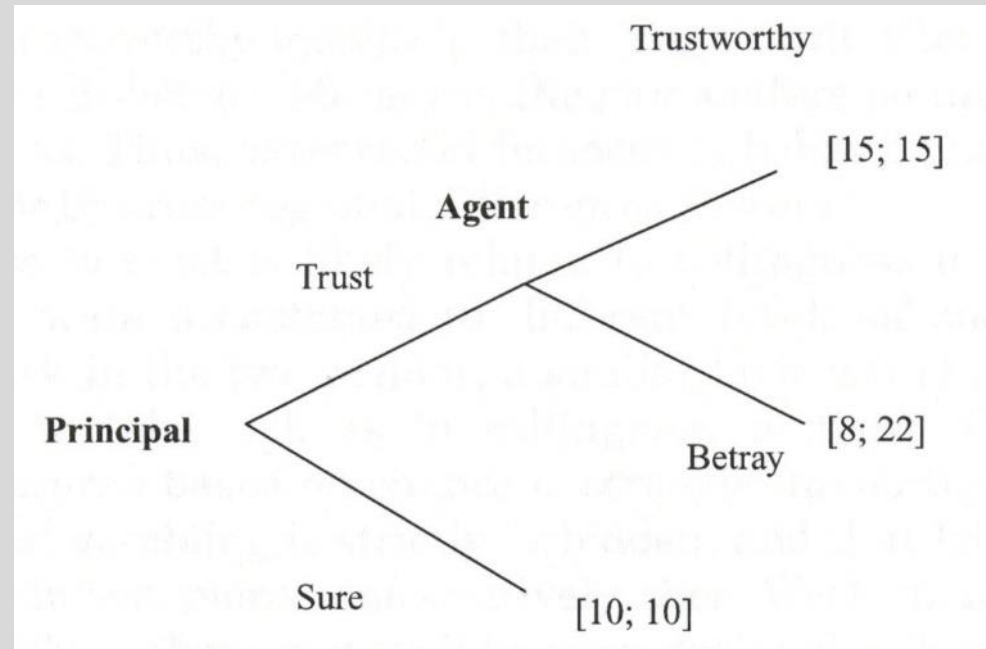 Trustworthy
[15; 15]
Agent
Trust
Principal
[8; 22]
Betray
Sure
[10; 10]